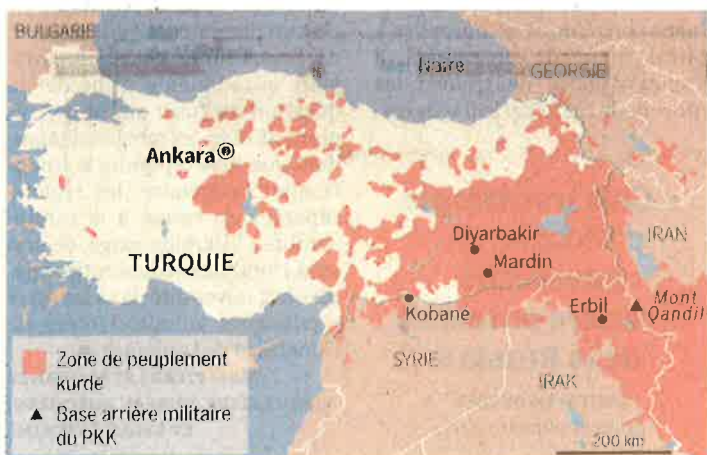 BULGARIE
Noire
GÉORGIE
Ankara
TURQUIE
Diyarbakir
Mardin
IRAN
Kobané
Erbil
Mont
Qandil
SYRIE
IRAK
Zone de peuplement
kurde
Base arrière militaire
du PKK
200 km